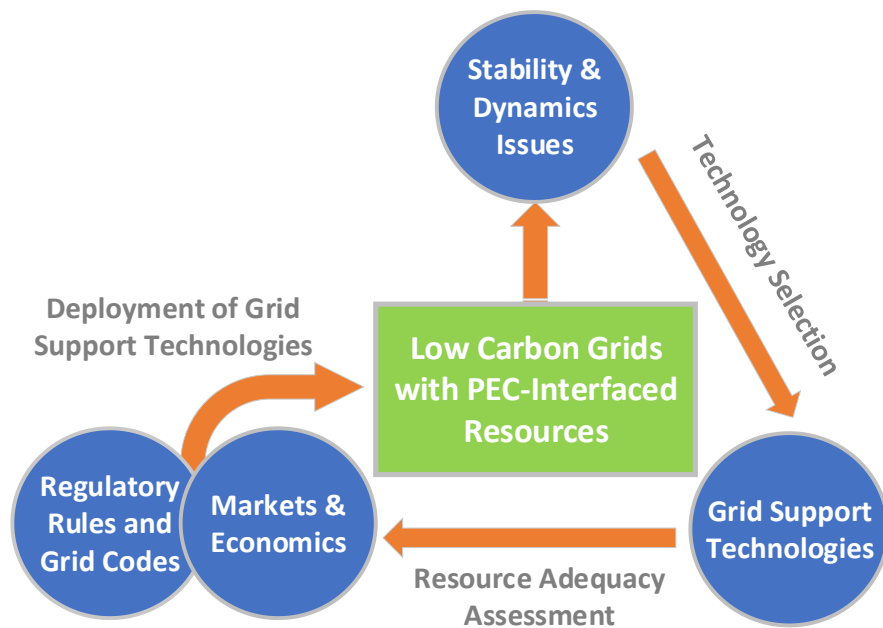 Stability &
Dynamics
Issues
Technology Selection
Deployment of Grid
Support Technologies
Low Carbon Grids
with PEC-Interfaced
Resources
Regulatory
Rules and
Grid Codes
Markets &
Economics
Grid Support
Technologies
Resource Adequacy
Assessment